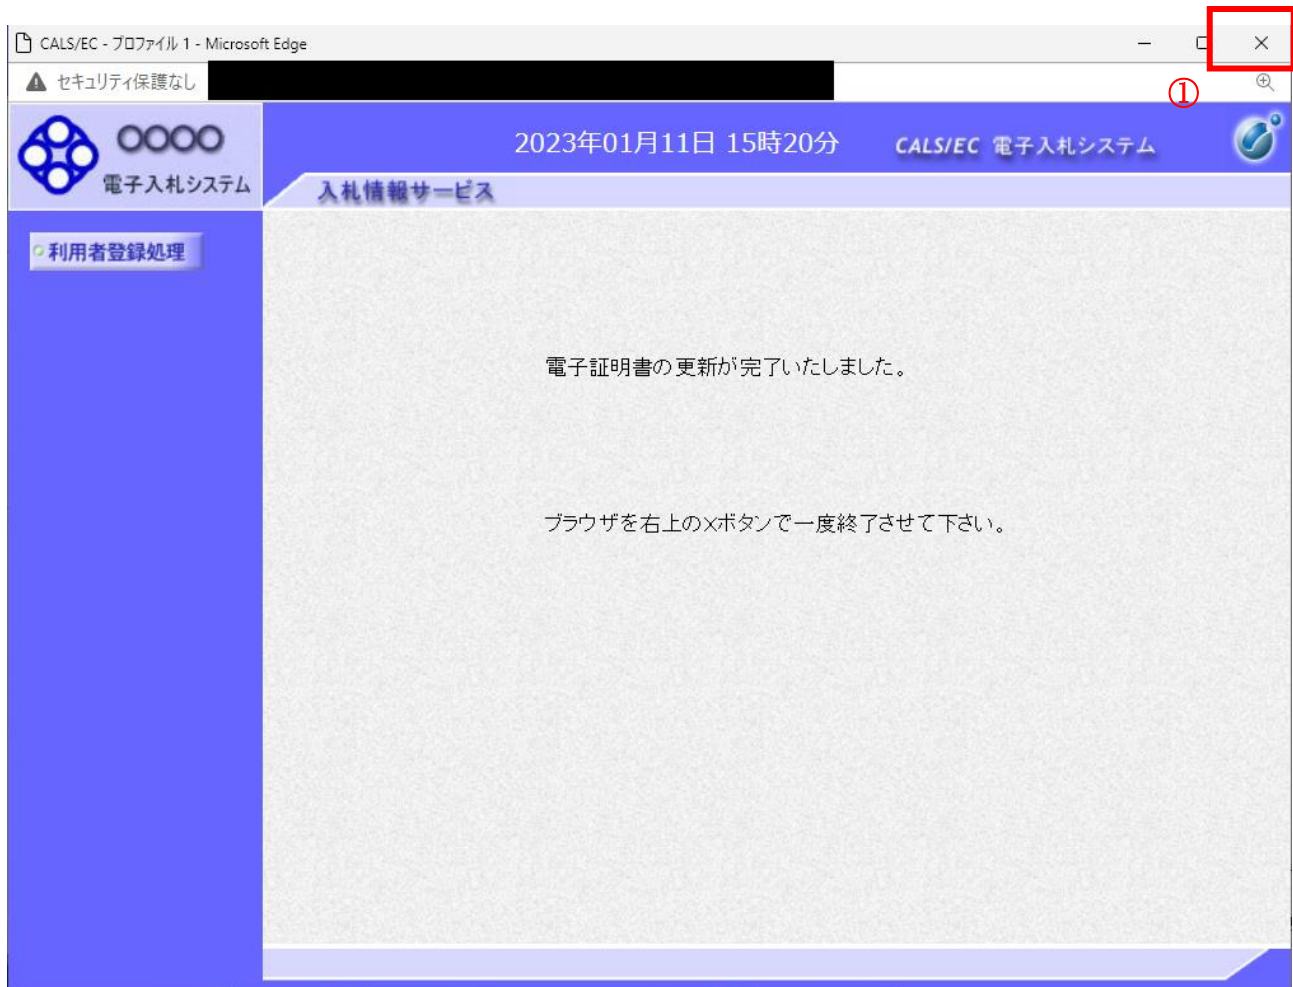 CALS/EC - プロファイル 1 - Microsoft Edge
セキュリティ保護なし
①
〇〇〇〇
電子入札システム
2023年01月11日 15時20分
CALS/EC 電子入札システム
入札情報サービス
利用者登録処理
電子証明書の更新が完了いたしました。
ブラウザを右上の×ボタンで一度終了させて下さい。